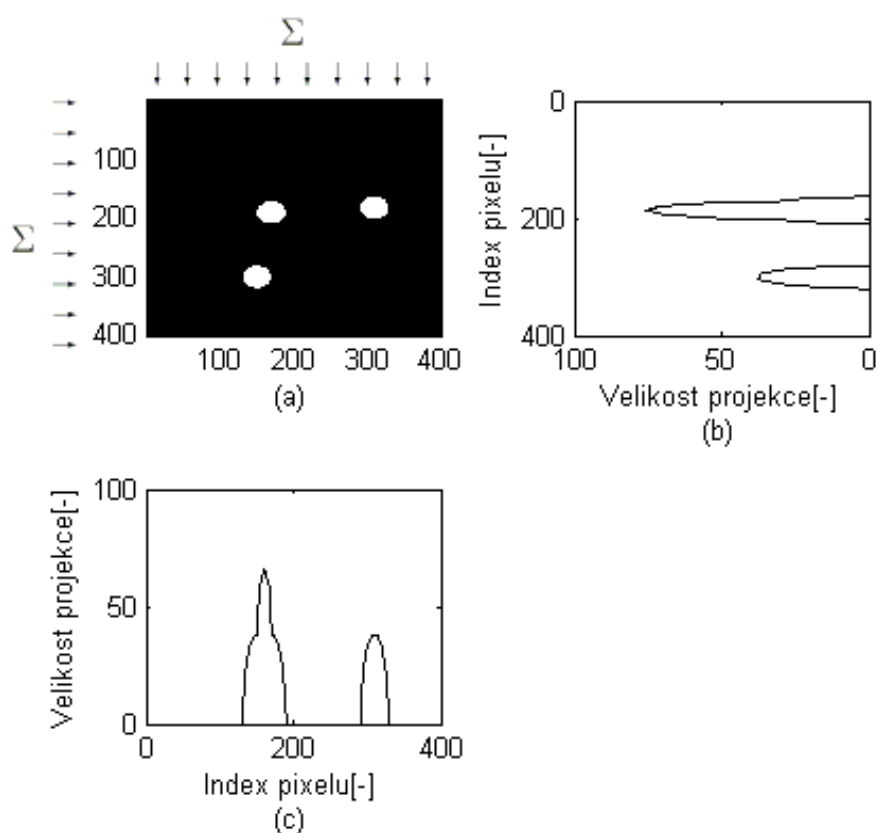 Σ
Σ
100
200
300
400
100 200 300 400
(a)
0
200
400
100 50 0
Index pixelu[-]
Velikost projekce[-]
(b)
100
50
0
0 200 400
Velikost projekce[-]
Index pixelu[-]
(c)